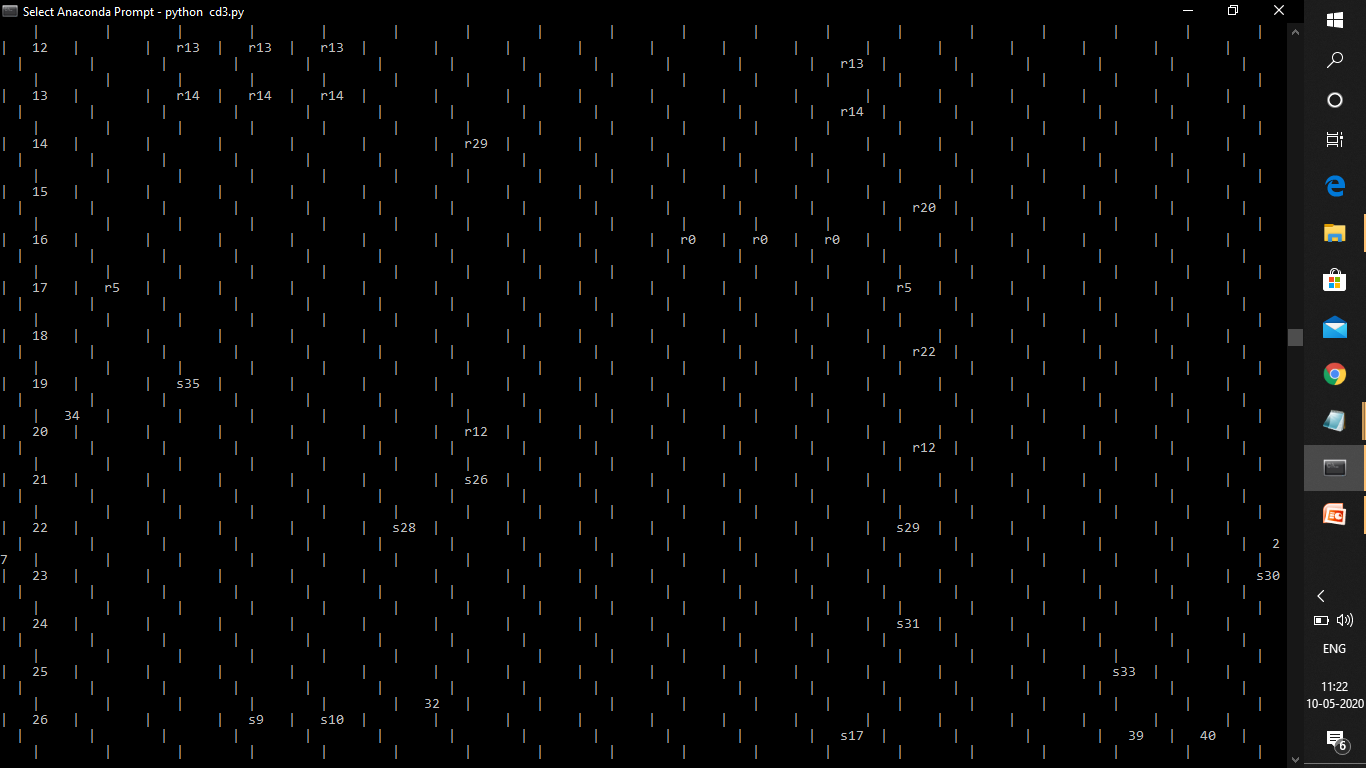 Select Anaconda Prompt - python cd3.py
12 r13 r13 r13
r13
13 r14 r14 r14
r14
14 r29
15
r20
16 r0 r0 r0
17 r5 r5
18
r22
19 s35
34
20 r12
r12
21 s26
22 s28 s29
2
7
23 s30
24 s31
25 s33
32
26 s9 s10
s17 39 40
ENG
11:22
10-05-2020
6